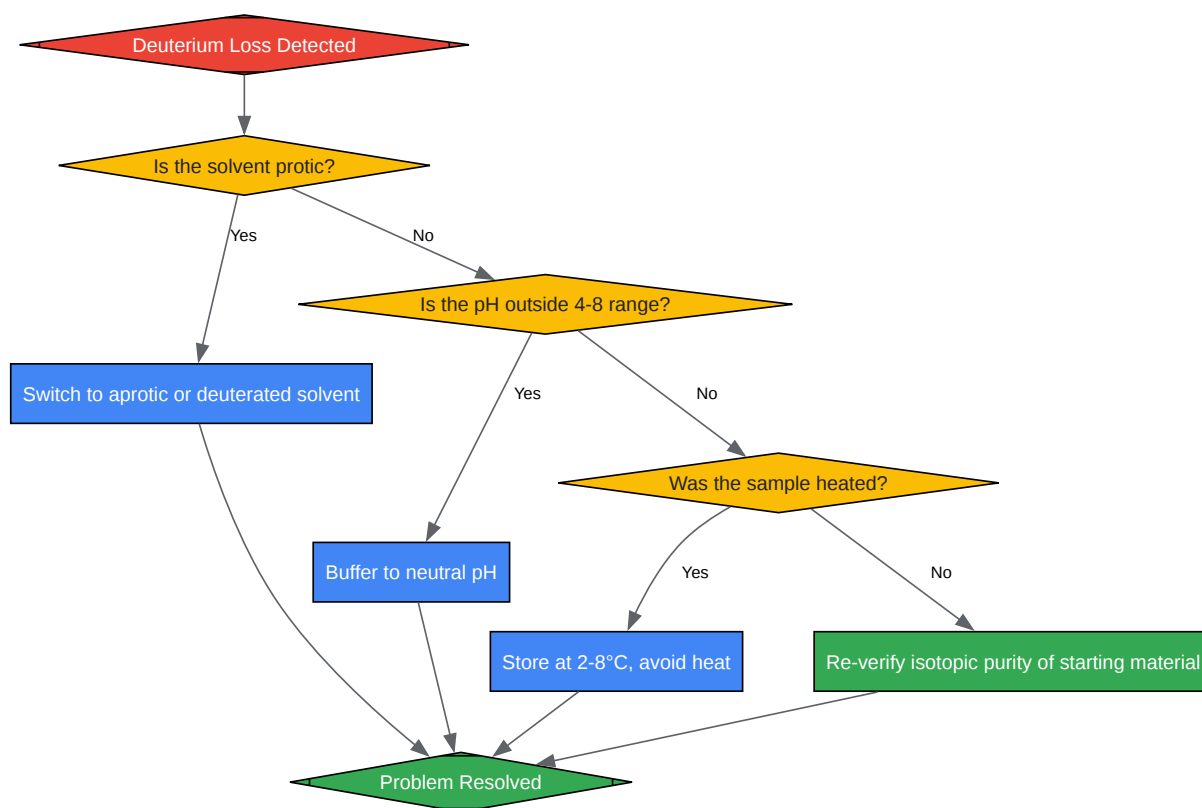 Deuterium Loss Detected
Is the solvent protic?
Yes
No
Is the pH outside 4-8 range?
Switch to aprotic or deuterated solvent
Yes
No
Was the sample heated?
Buffer to neutral pH
Yes
No
Store at 2-8°C, avoid heat
Re-verify isotopic purity of starting material
Problem Resolved